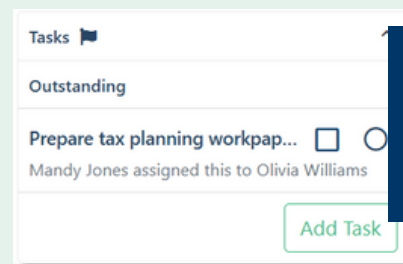 Tasks
Outstanding
Prepare tax planning workpap...
Mandy Jones assigned this to Olivia Williams
Add Task